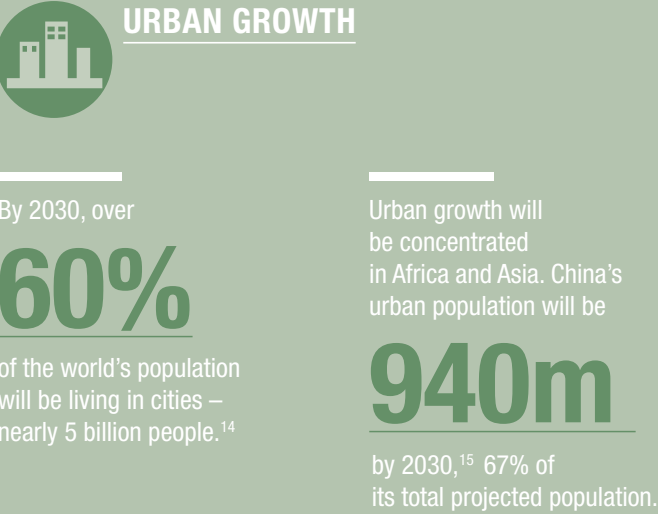 URBAN GROWTH
By 2030, over
60%
of the world’s population
will be living in cities –
nearly 5 billion people.14
Urban growth will
be concentrated
in Africa and Asia. China’s
urban population will be
940m
by 2030,15 67% of
its total projected population.